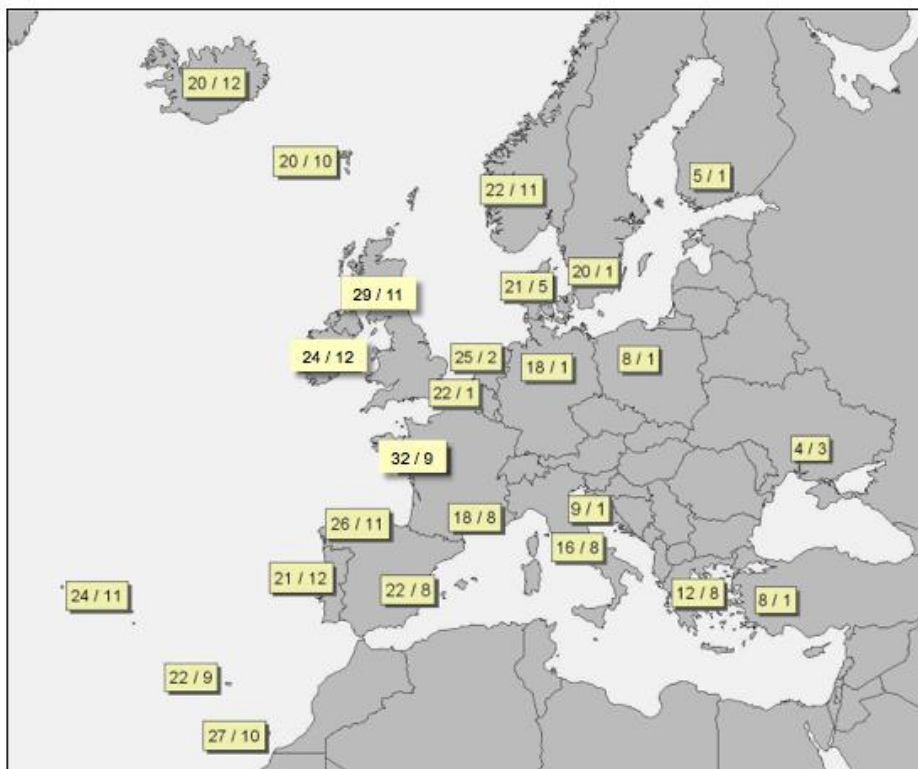 20 / 12
20 / 10
22 / 11
5 / 1
20 / 1
21 / 5
29 / 11
24 / 12
25 / 2
18 / 1
8 / 1
22 / 1
4 / 3
32 / 9
9 / 1
18 / 8
26 / 11
16 / 8
21 / 12
22 / 8
24 / 11
12 / 8
8 / 1
22 / 9
27 / 10